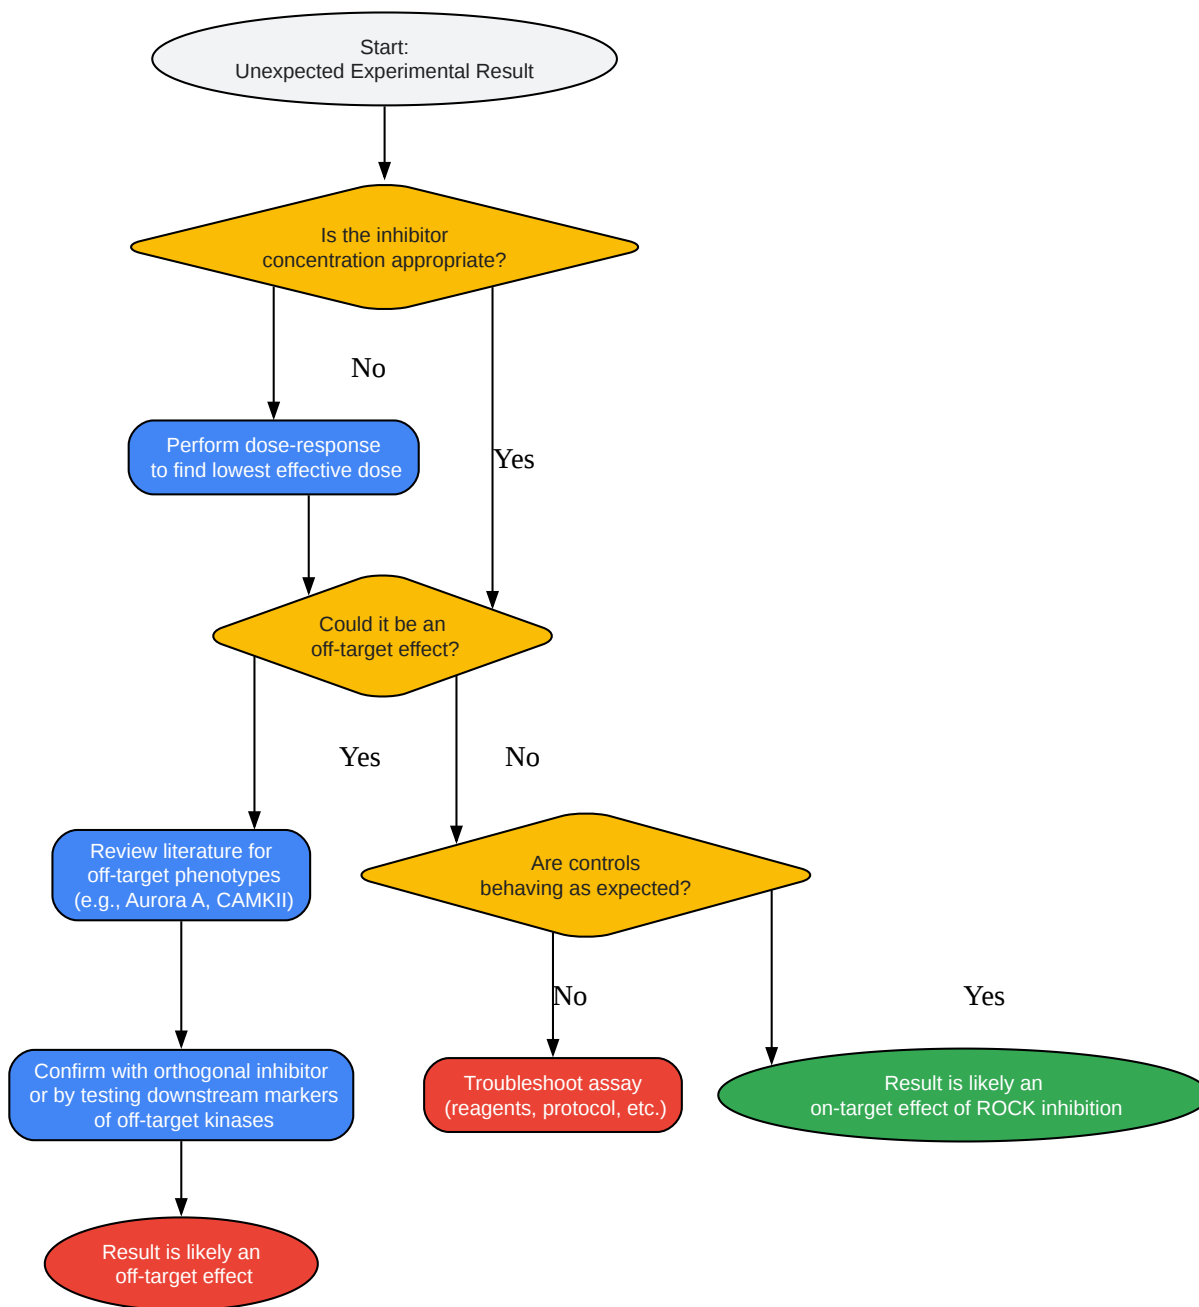 Start:
Unexpected Experimental Result
Is the inhibitor
concentration appropriate?
No
Perform dose-response
to find lowest effective dose
Yes
Could it be an
off-target effect?
Yes
No
Review literature for
off-target phenotypes
(e.g., Aurora A, CAMKII)
Are controls
behaving as expected?
No
Yes
Confirm with orthogonal inhibitor
or by testing downstream markers
of off-target kinases
Troubleshoot assay
(reagents, protocol, etc.)
Result is likely an
on-target effect of ROCK inhibition
Result is likely an
off-target effect